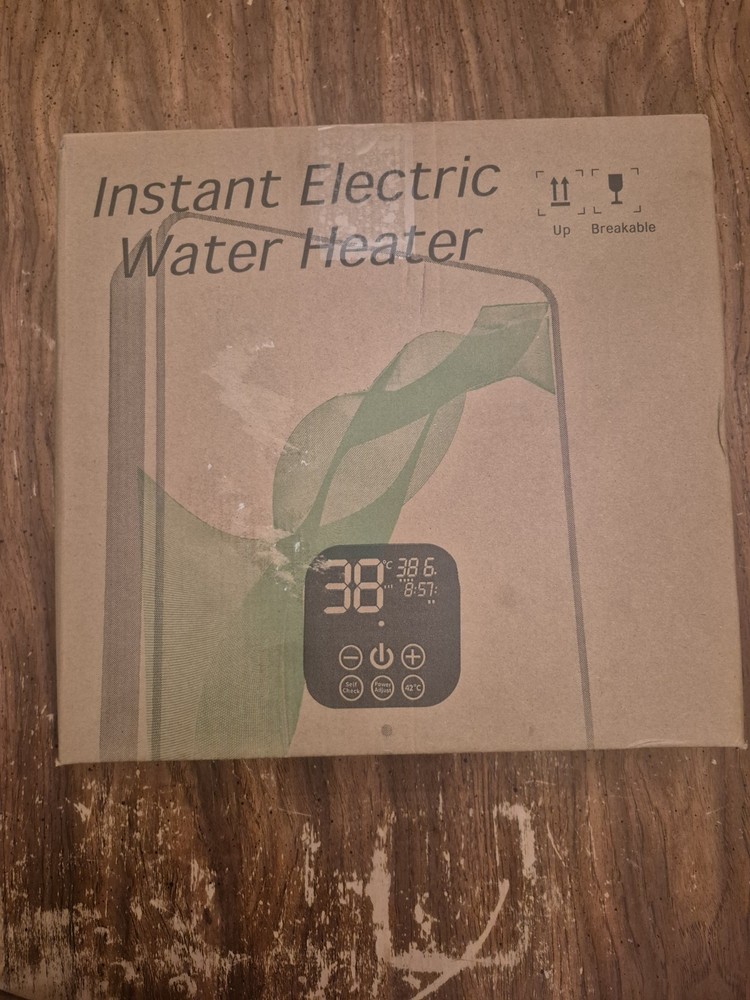 Instant Electric
Water Heater
Up Breakable
38 °C 38 6.
8:57:
Self Check Power Adjust 42°C